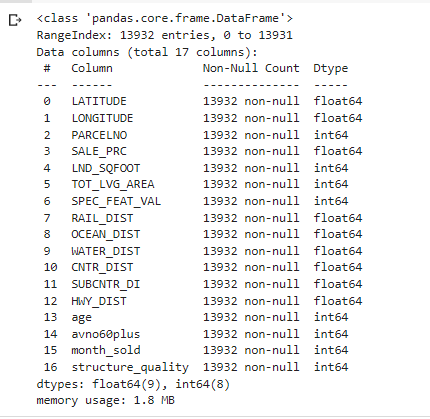 <class 'pandas.core.frame.DataFrame'>
RangeIndex: 13932 entries, 0 to 13931
Data columns (total 17 columns):
 #   Column             Non-Null Count  Dtype
---  ------             --------------  -----
 0   LATITUDE           13932 non-null  float64
 1   LONGITUDE          13932 non-null  float64
 2   PARCELNO           13932 non-null  int64
 3   SALE_PRC           13932 non-null  float64
 4   LND_SQFOOT         13932 non-null  int64
 5   TOT_LVG_AREA       13932 non-null  int64
 6   SPEC_FEAT_VAL      13932 non-null  int64
 7   RAIL_DIST          13932 non-null  float64
 8   OCEAN_DIST         13932 non-null  float64
 9   WATER_DIST         13932 non-null  float64
 10  CNTR_DIST          13932 non-null  float64
 11  SUBCNTR_DI         13932 non-null  float64
 12  HWY_DIST           13932 non-null  float64
 13  age                13932 non-null  int64
 14  avno60plus         13932 non-null  int64
 15  month_sold         13932 non-null  int64
 16  structure_quality  13932 non-null  int64
dtypes: float64(9), int64(8)
memory usage: 1.8 MB